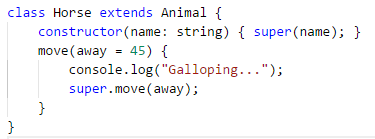 class Horse extends Animal {
    constructor(name: string) { super(name); }
    move(away = 45) {
        console.log("Galloping...");
        super.move(away);
    }
}